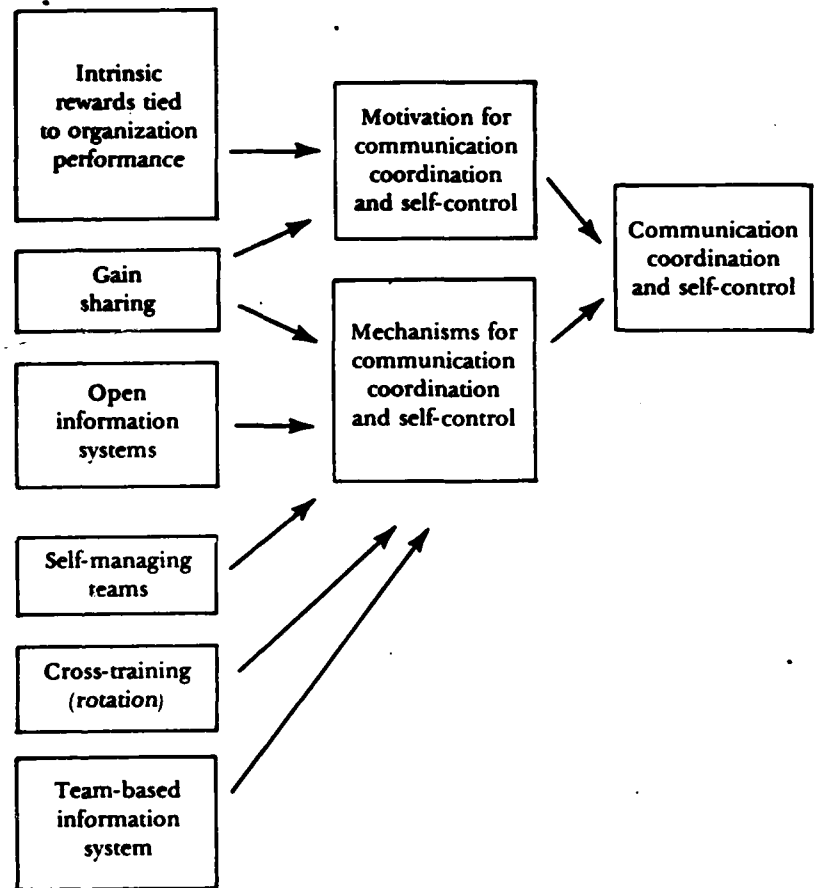 Intrinsic
rewards tied
to organization
performance
Gain
sharing
Open
information
systems
Self-managing
teams
Cross-training
(rotation)
Team-based
information
system
Motivation for
communication
coordination
and self-control
Mechanisms for
communication
coordination
and self-control
Communication
coordination
and self-control